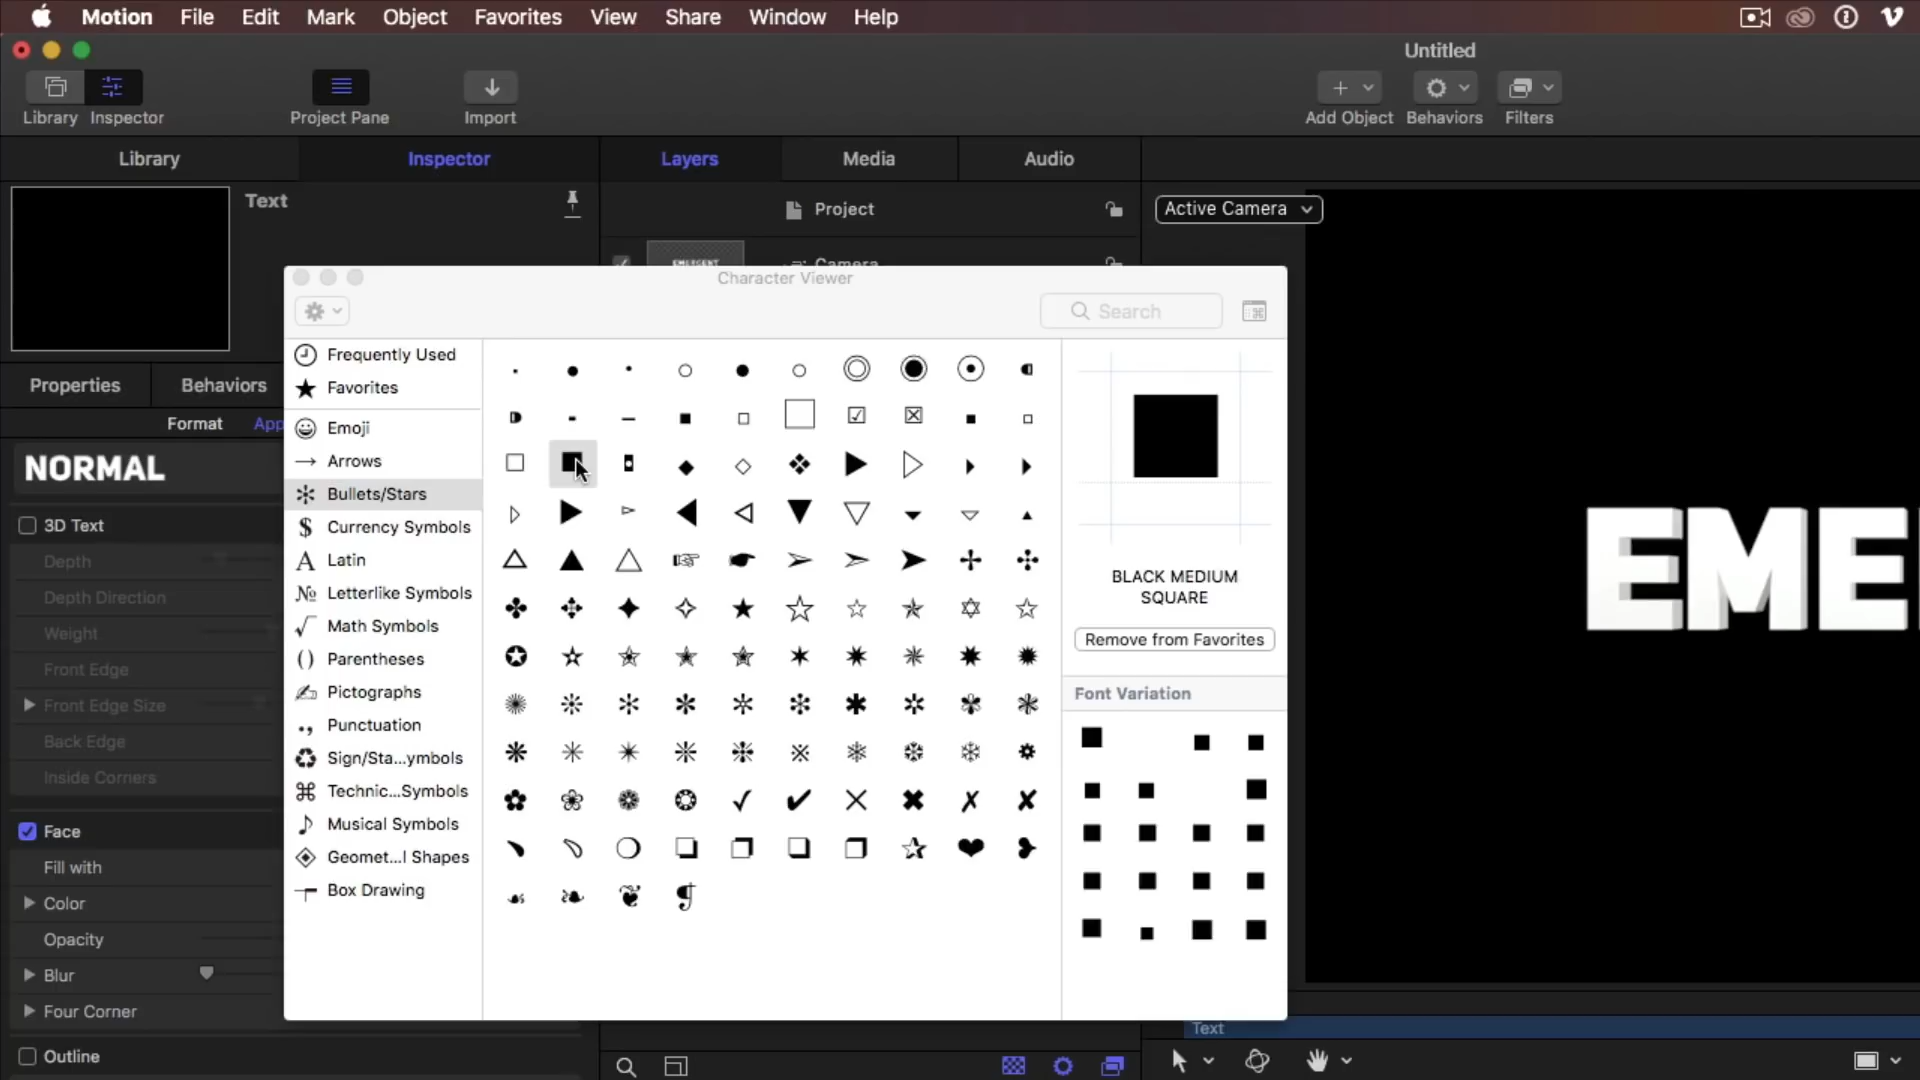 Motion File Edit Mark Object Favorites View Share Window Help
Untitled
Library Inspector Project Pane Import Add Object Behaviors Filters
Library Inspector Layers Media Audio
Text
Project
Active Camera
Camera
Character Viewer
Search
Frequently Used
Favorites
Emoji
Arrows
Bullets/Stars
Currency Symbols
Latin
Letterlike Symbols
Math Symbols
Parentheses
Pictographs
Punctuation
Sign/Sta...ymbols
Technic...Symbols
Musical Symbols
Geomet...l Shapes
Box Drawing
BLACK MEDIUM
SQUARE
Remove from Favorites
Font Variation
Properties Behaviors
Format App
NORMAL
3D Text
Depth
Depth Direction
Weight
Front Edge
Front Edge Size
Back Edge
Inside Corners
Face
Fill with
Color
Opacity
Blur
Four Corner
Outline
EME
Text